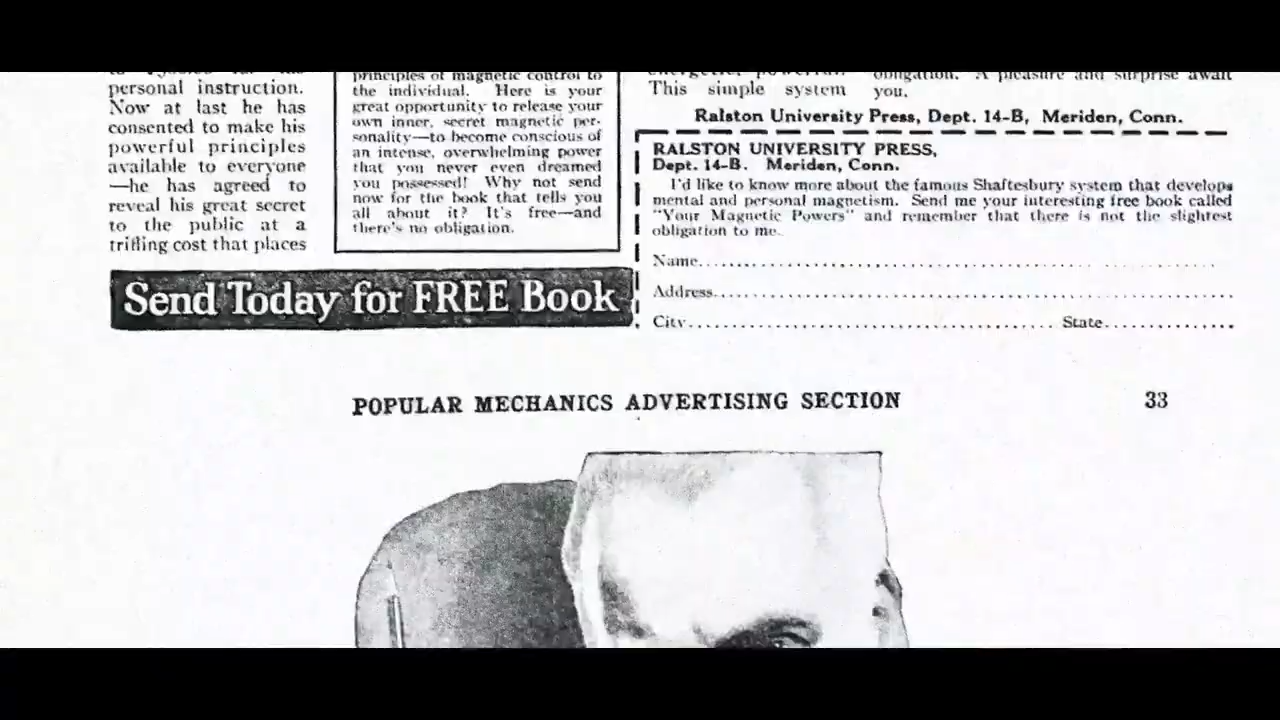 personal instruction.
Now at last he has
consented to make his
powerful principles
available to everyone
—he has agreed to
reveal his great secret
to the public at a
trifling cost that places
principles of magnetic control to
the individual. Here is your
great opportunity to release your
own inner, secret magnetic per-
sonality—to become conscious of
an intense, overwhelming power
that you never even dreamed
you possessed! Why not send
now for the book that tells you
all about it? It's free—and
there's no obligation.
Send Today for FREE Book
This simple system
obligation. A pleasure and surprise await
you.
Ralston University Press, Dept. 14-B, Meriden, Conn.
RALSTON UNIVERSITY PRESS,
Dept. 14-B. Meriden, Conn.
I'd like to know more about the famous Shaftesbury system that develops
mental and personal magnetism. Send me your interesting free book called
"Your Magnetic Powers" and remember that there is not the slightest
obligation to me.
Name
Address
City State
POPULAR MECHANICS ADVERTISING SECTION 33